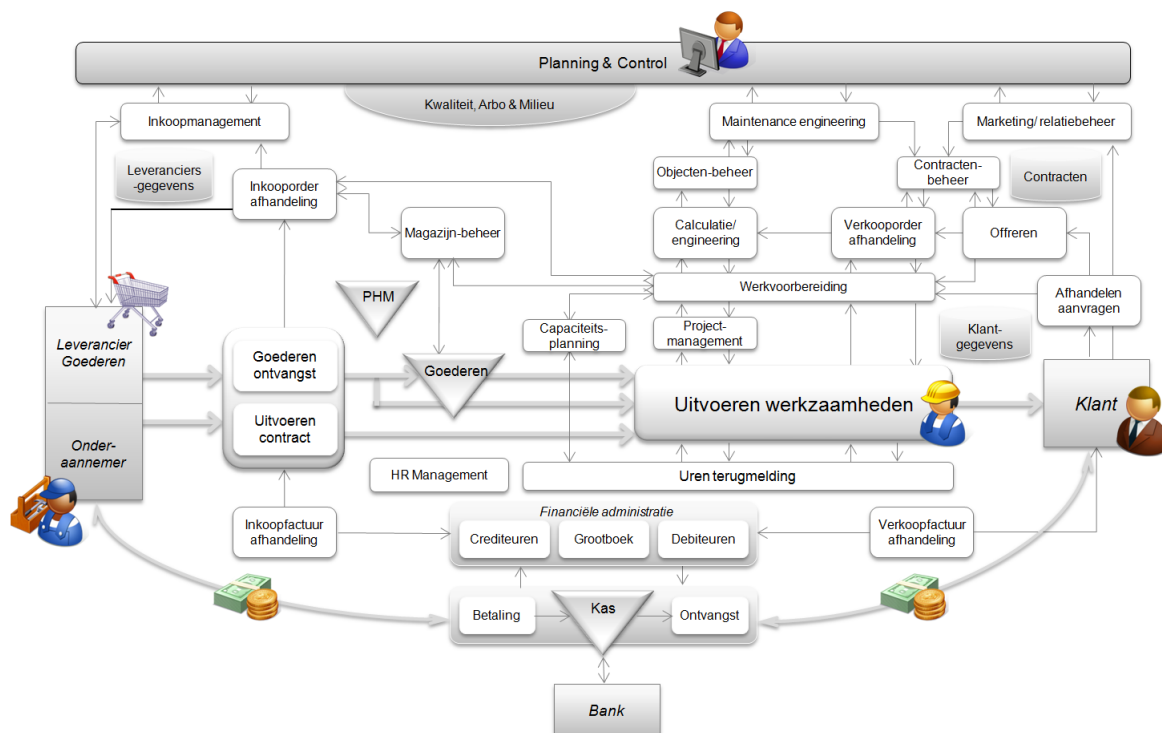 Planning & Control
Kwaliteit, Arbo & Milieu
Inkoopmanagement
Maintenance engineering
Marketing/ relatiebeheer
Leveranciers
-gegevens
Inkooporder
afhandeling
Objecten-beheer
Contracten-
beheer
Contracten
Magazijn-beheer
Calculatie/
engineering
Verkooporder
afhandeling
Offreren
PHM
Werkvoorbereiding
Afhandelen
aanvragen
Capaciteits-
planning
Project-
management
Klant-
gegevens
Leverancier
Goederen
Goederen
ontvangst
Goederen
Uitvoeren werkzaamheden
Klant
Uitvoeren
contract
Onder-
aannemer
HR Management
Uren terugmelding
Inkoopfactuur
afhandeling
Financiële administratie
Crediteuren
Grootboek
Debiteuren
Verkoopfactuur
afhandeling
Betaling
Kas
Ontvangst
Bank